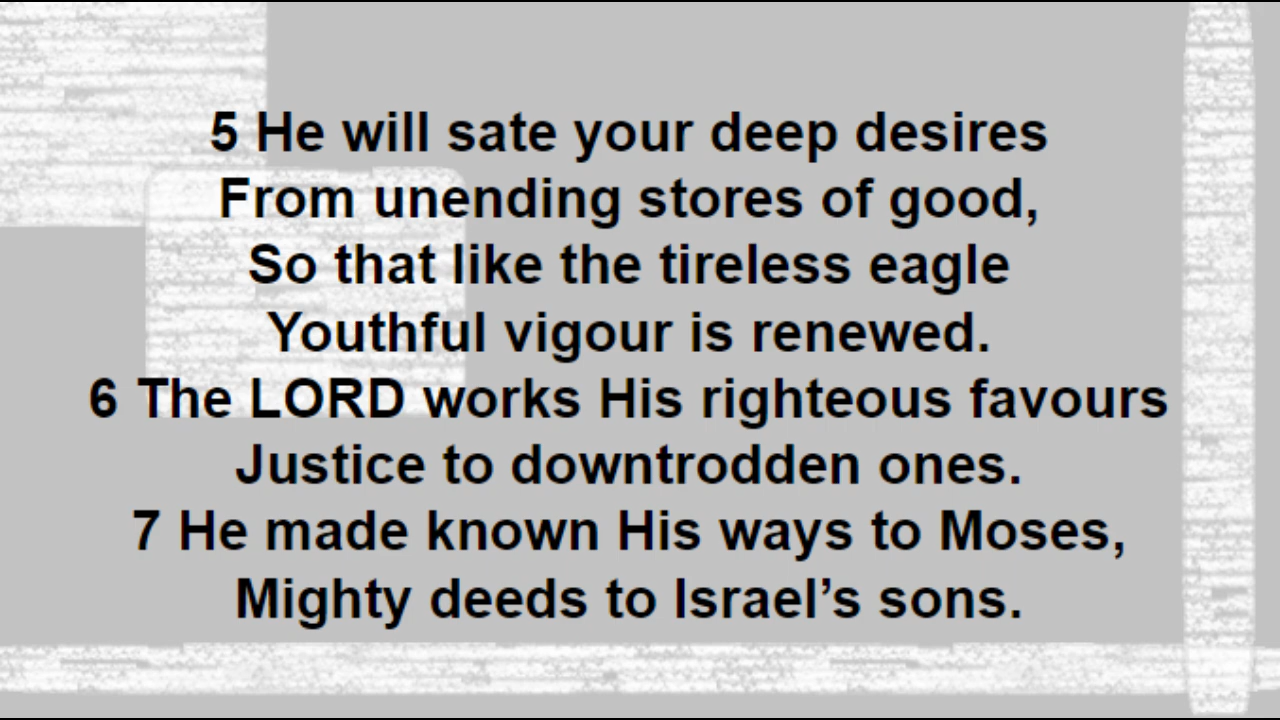 5 He will sate your deep desires
From unending stores of good,
So that like the tireless eagle
Youthful vigour is renewed.
6 The LORD works His righteous favours
Justice to downtrodden ones.
7 He made known His ways to Moses,
Mighty deeds to Israel’s sons.